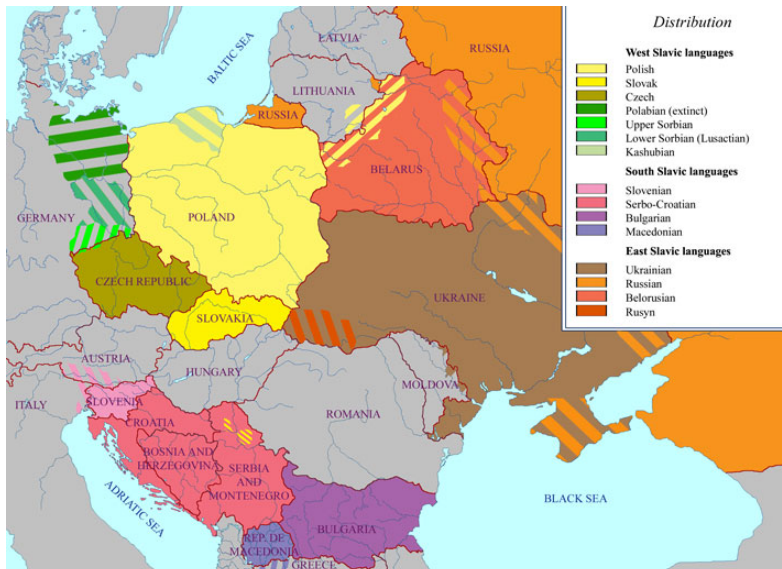 Distribution
West Slavic languages
Polish
Slovak
Czech
Polabian (extinct)
Upper Sorbian
Lower Sorbian (Lusactian)
Kashubian
South Slavic languages
Slovenian
Serbo-Croatian
Bulgarian
Macedonian
East Slavic languages
Ukrainian
Russian
Belorusian
Rusyn
BALTIC SEA
LATVIA
RUSSIA
LITHUANIA
RUSSIA
BELARUS
GERMANY
POLAND
CZECH REPUBLIC
UKRAINE
SLOVAKIA
AUSTRIA
HUNGARY
MOLDOVA
ITALY
SLOVENIA
ROMANIA
CROATIA
BOSNIA AND
HERZEGOVINA
SERBIA
AND
MONTENEGRO
ADRIATIC SEA
BLACK SEA
BULGARIA
REP. DE
MACEDONIA
GREECE